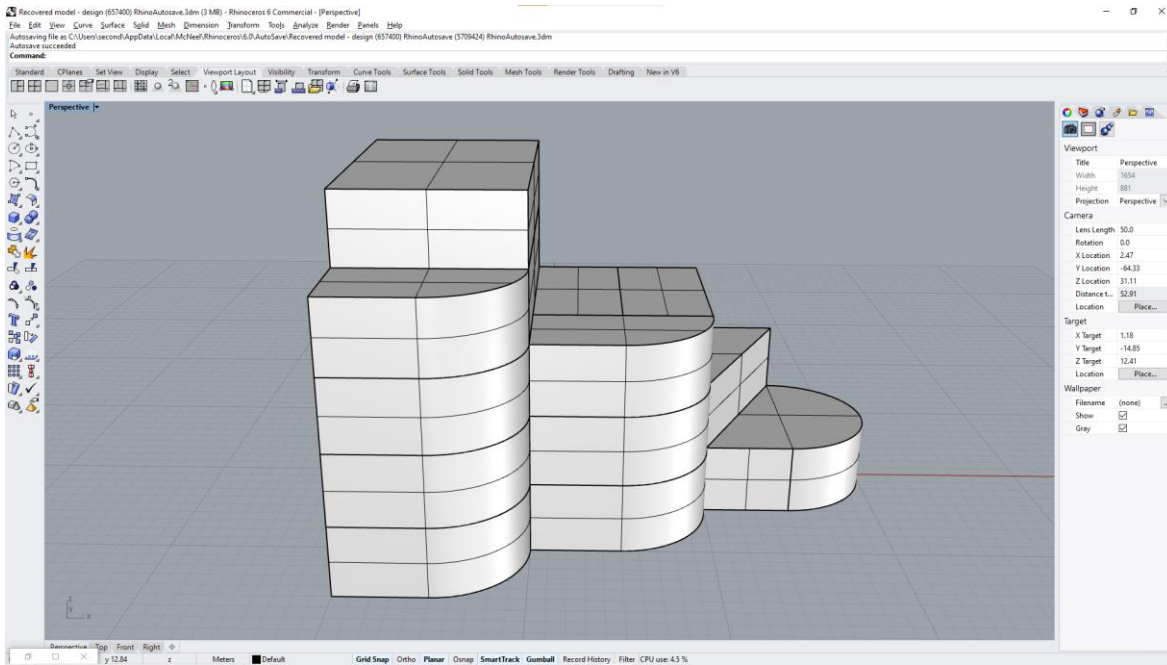 Recovered model - design (657400) RhinoAutosave.3dm (3 MB) - Rhinoceros 6 Commercial - [Perspective]
File Edit View Curve Surface Solid Mesh Dimension Transform Tools Analyze Render Panels Help
Autosaving file as C:\Users\second\AppData\Local\McNeel\Rhinoceros\6.0\AutoSave\Recovered model - design (657400) RhinoAutosave (5709424) RhinoAutosave.3dm
Autosave succeeded
Command:
Standard CPlanes Set View Display Select Viewport Layout Visibility Transform Curve Tools Surface Tools Solid Tools Mesh Tools Render Tools Drafting New in V6
Perspective
Viewport
Title Perspective
Width 1654
Height 881
Projection Perspective
Camera
Lens Length 50.0
Rotation 0.0
X Location 2.47
Y Location -64.33
Z Location 31.11
Distance t... 52.91
Location Place...
Target
X Target 1.18
Y Target -14.85
Z Target 12.41
Location Place...
Wallpaper
Filename (none) ...
Show
Gray
z
y
x
Perspective Top Front Right
y 12.84 z Meters Default Grid Snap Ortho Planar Osnap SmartTrack Gumball Record History Filter CPU use: 4.5 %